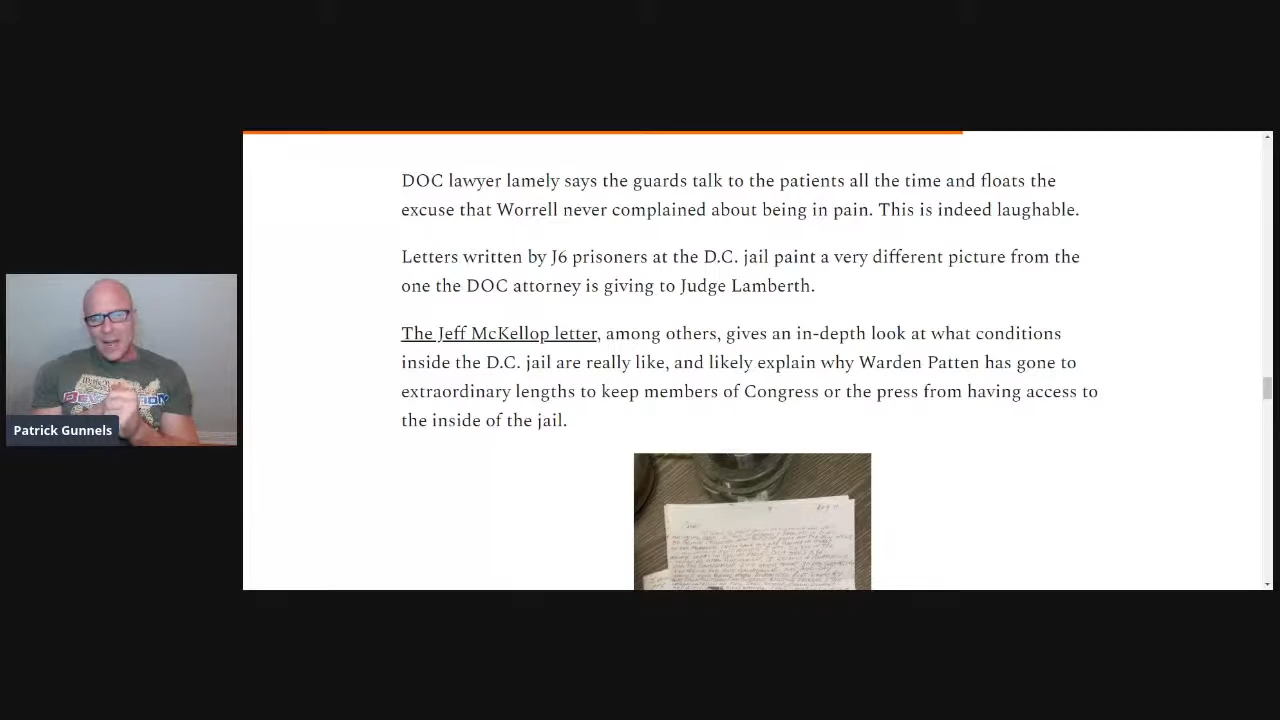 DOC lawyer lamely says the guards talk to the patients all the time and floats the
excuse that Worrell never complained about being in pain. This is indeed laughable.
Letters written by J6 prisoners at the D.C. jail paint a very different picture from the
one the DOC attorney is giving to Judge Lamberth.
The Jeff McKellop letter, among others, gives an in-depth look at what conditions
inside the D.C. jail are really like, and likely explain why Warden Patten has gone to
extraordinary lengths to keep members of Congress or the press from having access to
the inside of the jail.
Patrick Gunnels